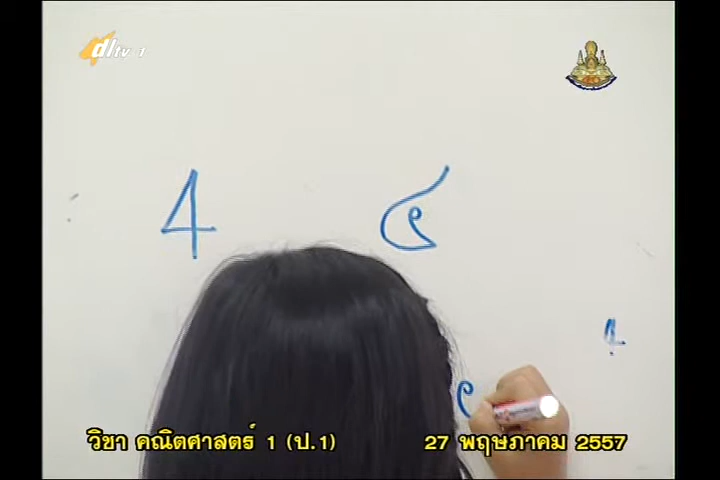 dltv 1
4 ๔
4
วิชา คณิตศาสตร์ 1 (ป.1) 27 พฤษภาคม 2557